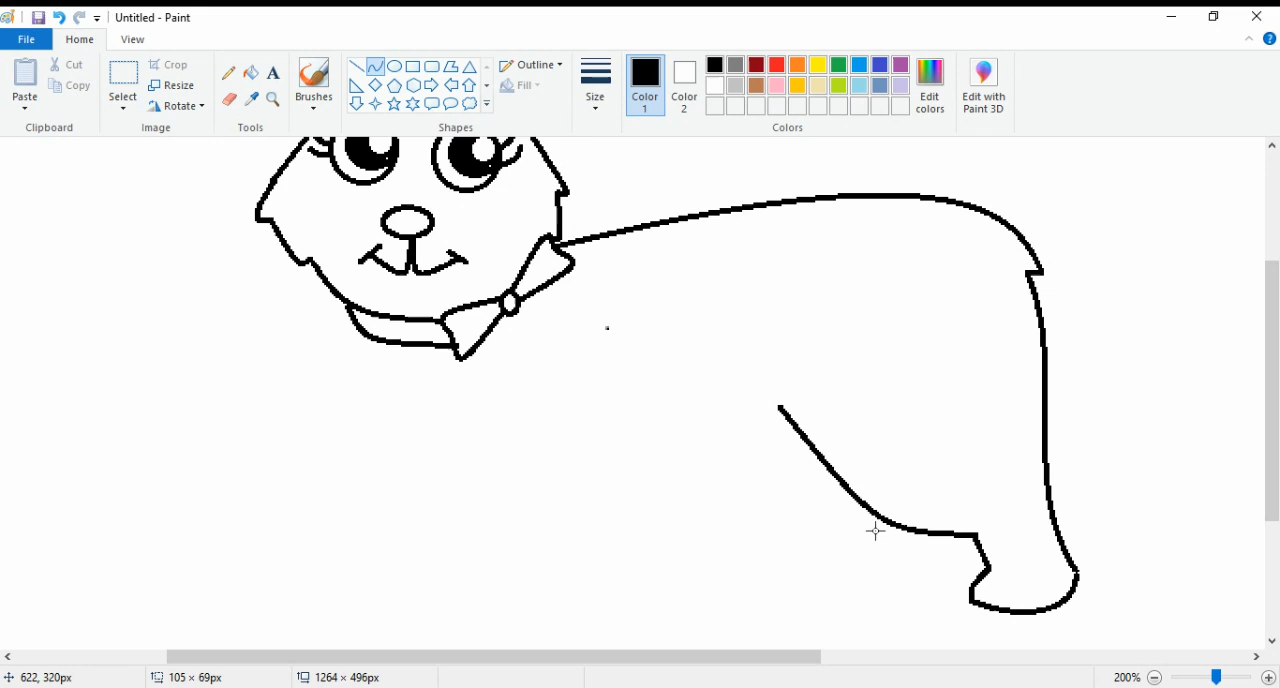 Untitled - Paint
File Home View
Paste Cut Copy
Select Crop Resize Rotate
A
Brushes
Outline
Fill
Size
Color 1
Color 2
Edit colors
Edit with Paint 3D
Clipboard Image Tools Shapes Colors
622, 320px 105 × 69px 1264 × 496px 200%